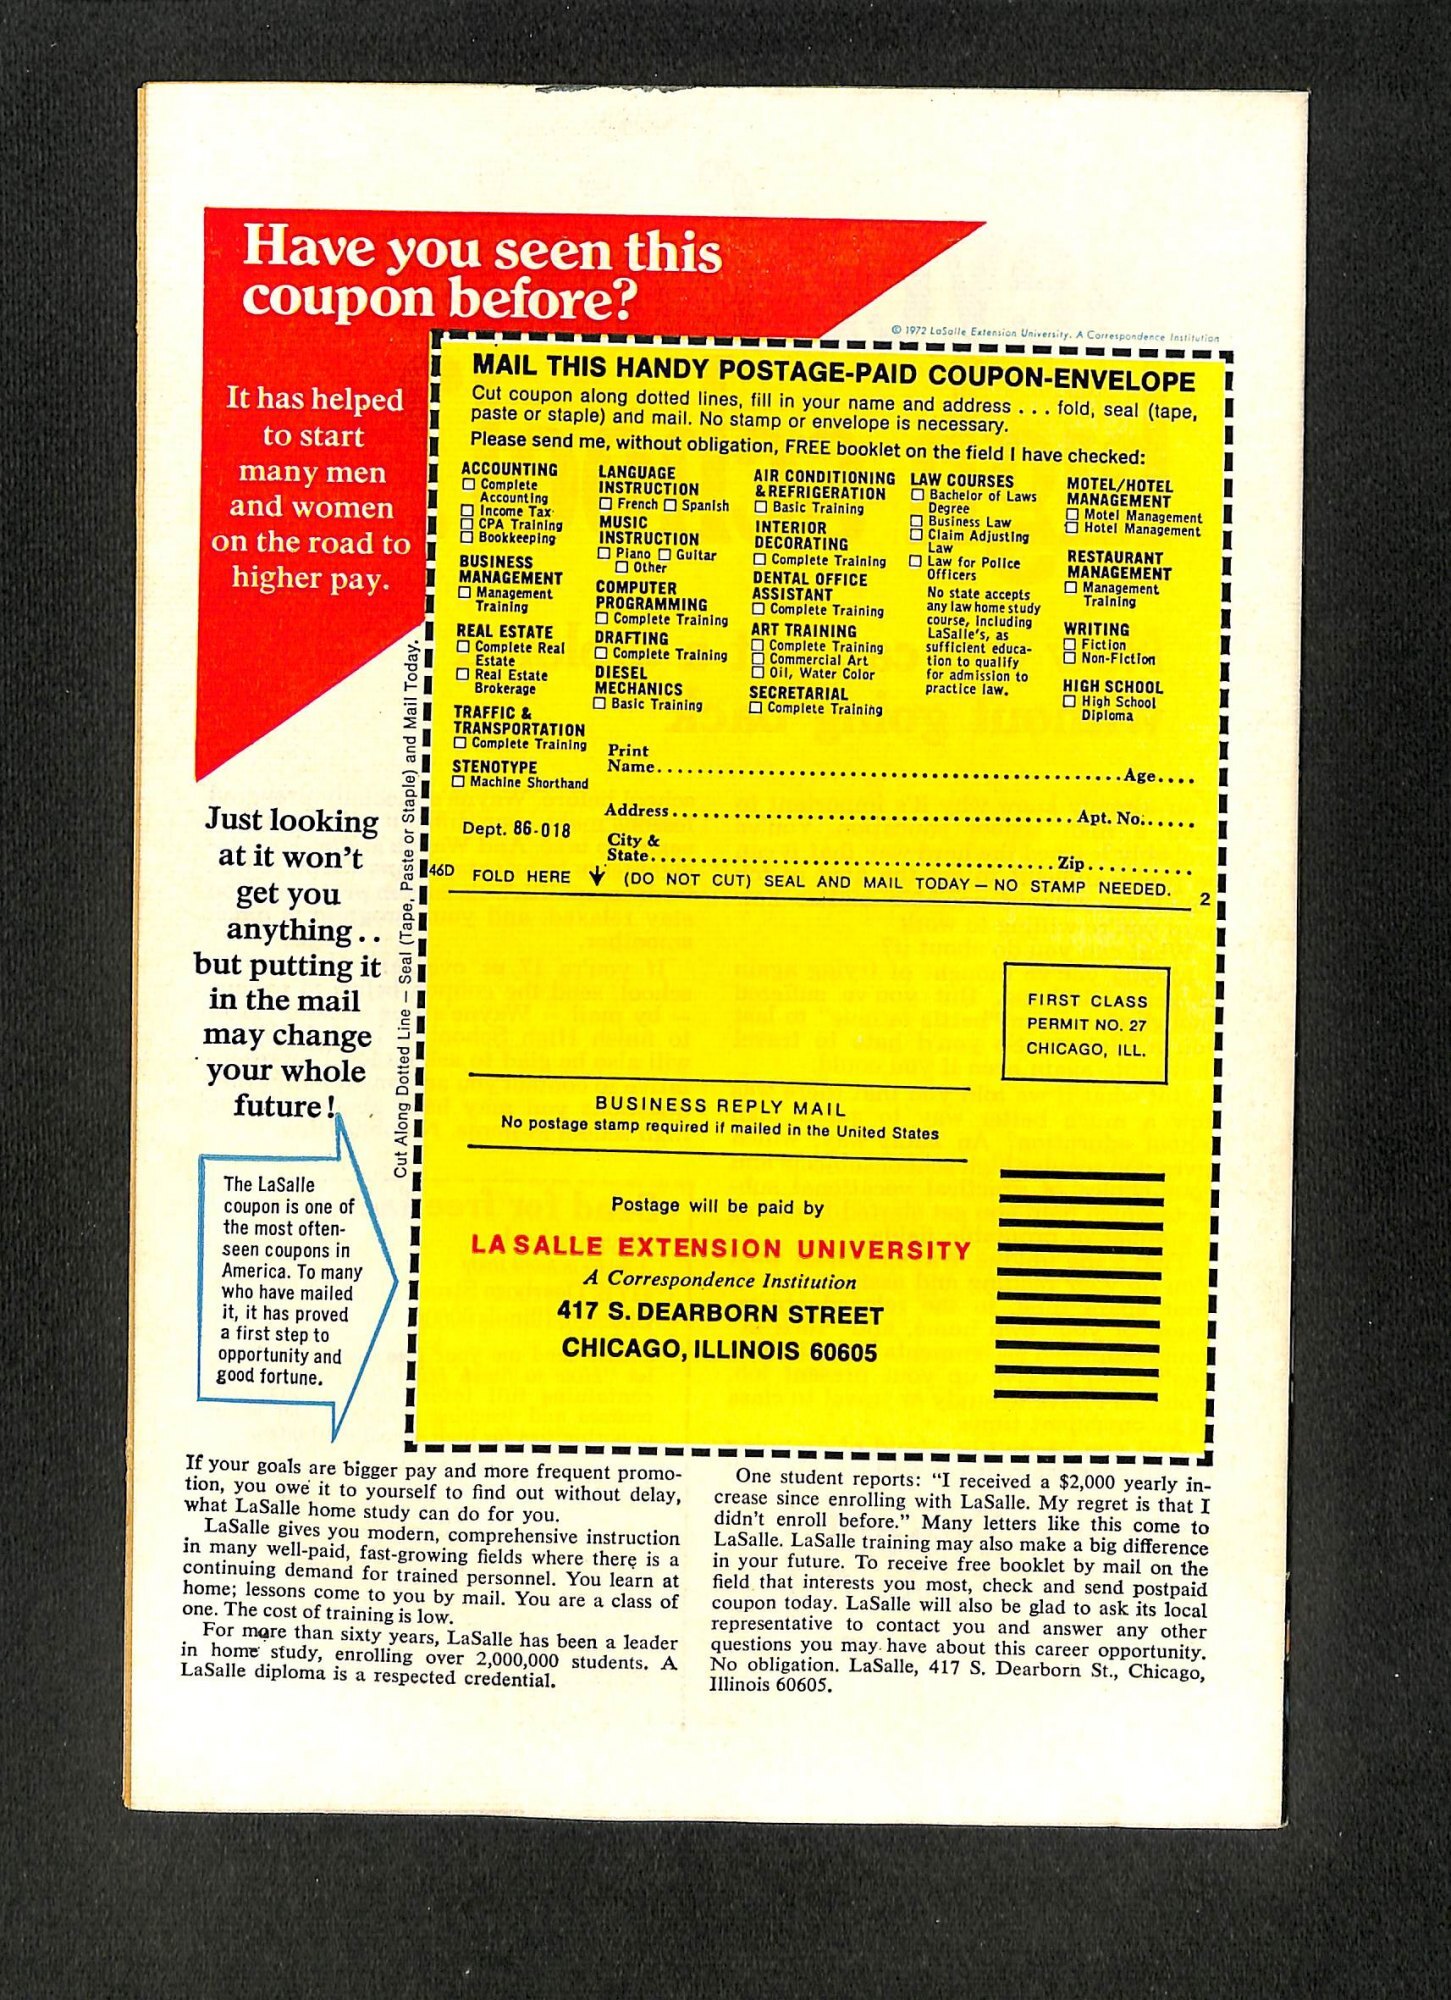 Have you seen this
coupon before?
© 1972 LaSalle Extension University. A Correspondence Institution
It has helped
to start
many men
and women
on the road to
higher pay.
Just looking
at it won't
get you
anything..
but putting it
in the mail
may change
your whole
future!
The LaSalle
coupon is one of
the most often-
seen coupons in
America. To many
who have mailed
it, it has proved
a first step to
opportunity and
good fortune.
Cut Along Dotted Line — Seal (Tape, Paste or Staple) and Mail Today.
MAIL THIS HANDY POSTAGE-PAID COUPON-ENVELOPE
Cut coupon along dotted lines, fill in your name and address . . . fold, seal (tape,
paste or staple) and mail. No stamp or envelope is necessary.
Please send me, without obligation, FREE booklet on the field I have checked:
ACCOUNTING
☐ Complete
Accounting
☐ Income Tax
☐ CPA Training
☐ Bookkeeping
BUSINESS
MANAGEMENT
☐ Management
Training
REAL ESTATE
☐ Complete Real
Estate
☐ Real Estate
Brokerage
TRAFFIC &
TRANSPORTATION
☐ Complete Training
STENOTYPE
☐ Machine Shorthand
LANGUAGE
INSTRUCTION
☐ French ☐ Spanish
MUSIC
INSTRUCTION
☐ Piano ☐ Guitar
☐ Other
COMPUTER
PROGRAMMING
☐ Complete Training
DRAFTING
☐ Complete Training
DIESEL
MECHANICS
☐ Basic Training
AIR CONDITIONING
& REFRIGERATION
☐ Basic Training
INTERIOR
DECORATING
☐ Complete Training
DENTAL OFFICE
ASSISTANT
☐ Complete Training
ART TRAINING
☐ Complete Training
☐ Commercial Art
☐ Oil, Water Color
SECRETARIAL
☐ Complete Training
LAW COURSES
☐ Bachelor of Laws
Degree
☐ Business Law
☐ Claim Adjusting
Law
☐ Law for Police
Officers
No state accepts
any law home study
course, including
LaSalle's, as
sufficient educa-
tion to qualify
for admission to
practice law.
MOTEL/HOTEL
MANAGEMENT
☐ Motel Management
☐ Hotel Management
RESTAURANT
MANAGEMENT
☐ Management
Training
WRITING
☐ Fiction
☐ Non-Fiction
HIGH SCHOOL
☐ High School
Diploma
Print
Name.......................................................Age....
Address...............................................Apt. No......
Dept. 86-018
City &
State...............................................Zip..........
46D FOLD HERE ↓ (DO NOT CUT) SEAL AND MAIL TODAY — NO STAMP NEEDED. 2
FIRST CLASS
PERMIT NO. 27
CHICAGO, ILL.
BUSINESS REPLY MAIL
No postage stamp required if mailed in the United States
Postage will be paid by
LA SALLE EXTENSION UNIVERSITY
A Correspondence Institution
417 S. DEARBORN STREET
CHICAGO, ILLINOIS 60605
If your goals are bigger pay and more frequent promo-
tion, you owe it to yourself to find out without delay,
what LaSalle home study can do for you.
LaSalle gives you modern, comprehensive instruction
in many well-paid, fast-growing fields where there is a
continuing demand for trained personnel. You learn at
home; lessons come to you by mail. You are a class of
one. The cost of training is low.
For more than sixty years, LaSalle has been a leader
in home study, enrolling over 2,000,000 students. A
LaSalle diploma is a respected credential.
One student reports: "I received a $2,000 yearly in-
crease since enrolling with LaSalle. My regret is that I
didn't enroll before." Many letters like this come to
LaSalle. LaSalle training may also make a big difference
in your future. To receive free booklet by mail on the
field that interests you most, check and send postpaid
coupon today. LaSalle will also be glad to ask its local
representative to contact you and answer any other
questions you may have about this career opportunity.
No obligation. LaSalle, 417 S. Dearborn St., Chicago,
Illinois 60605.